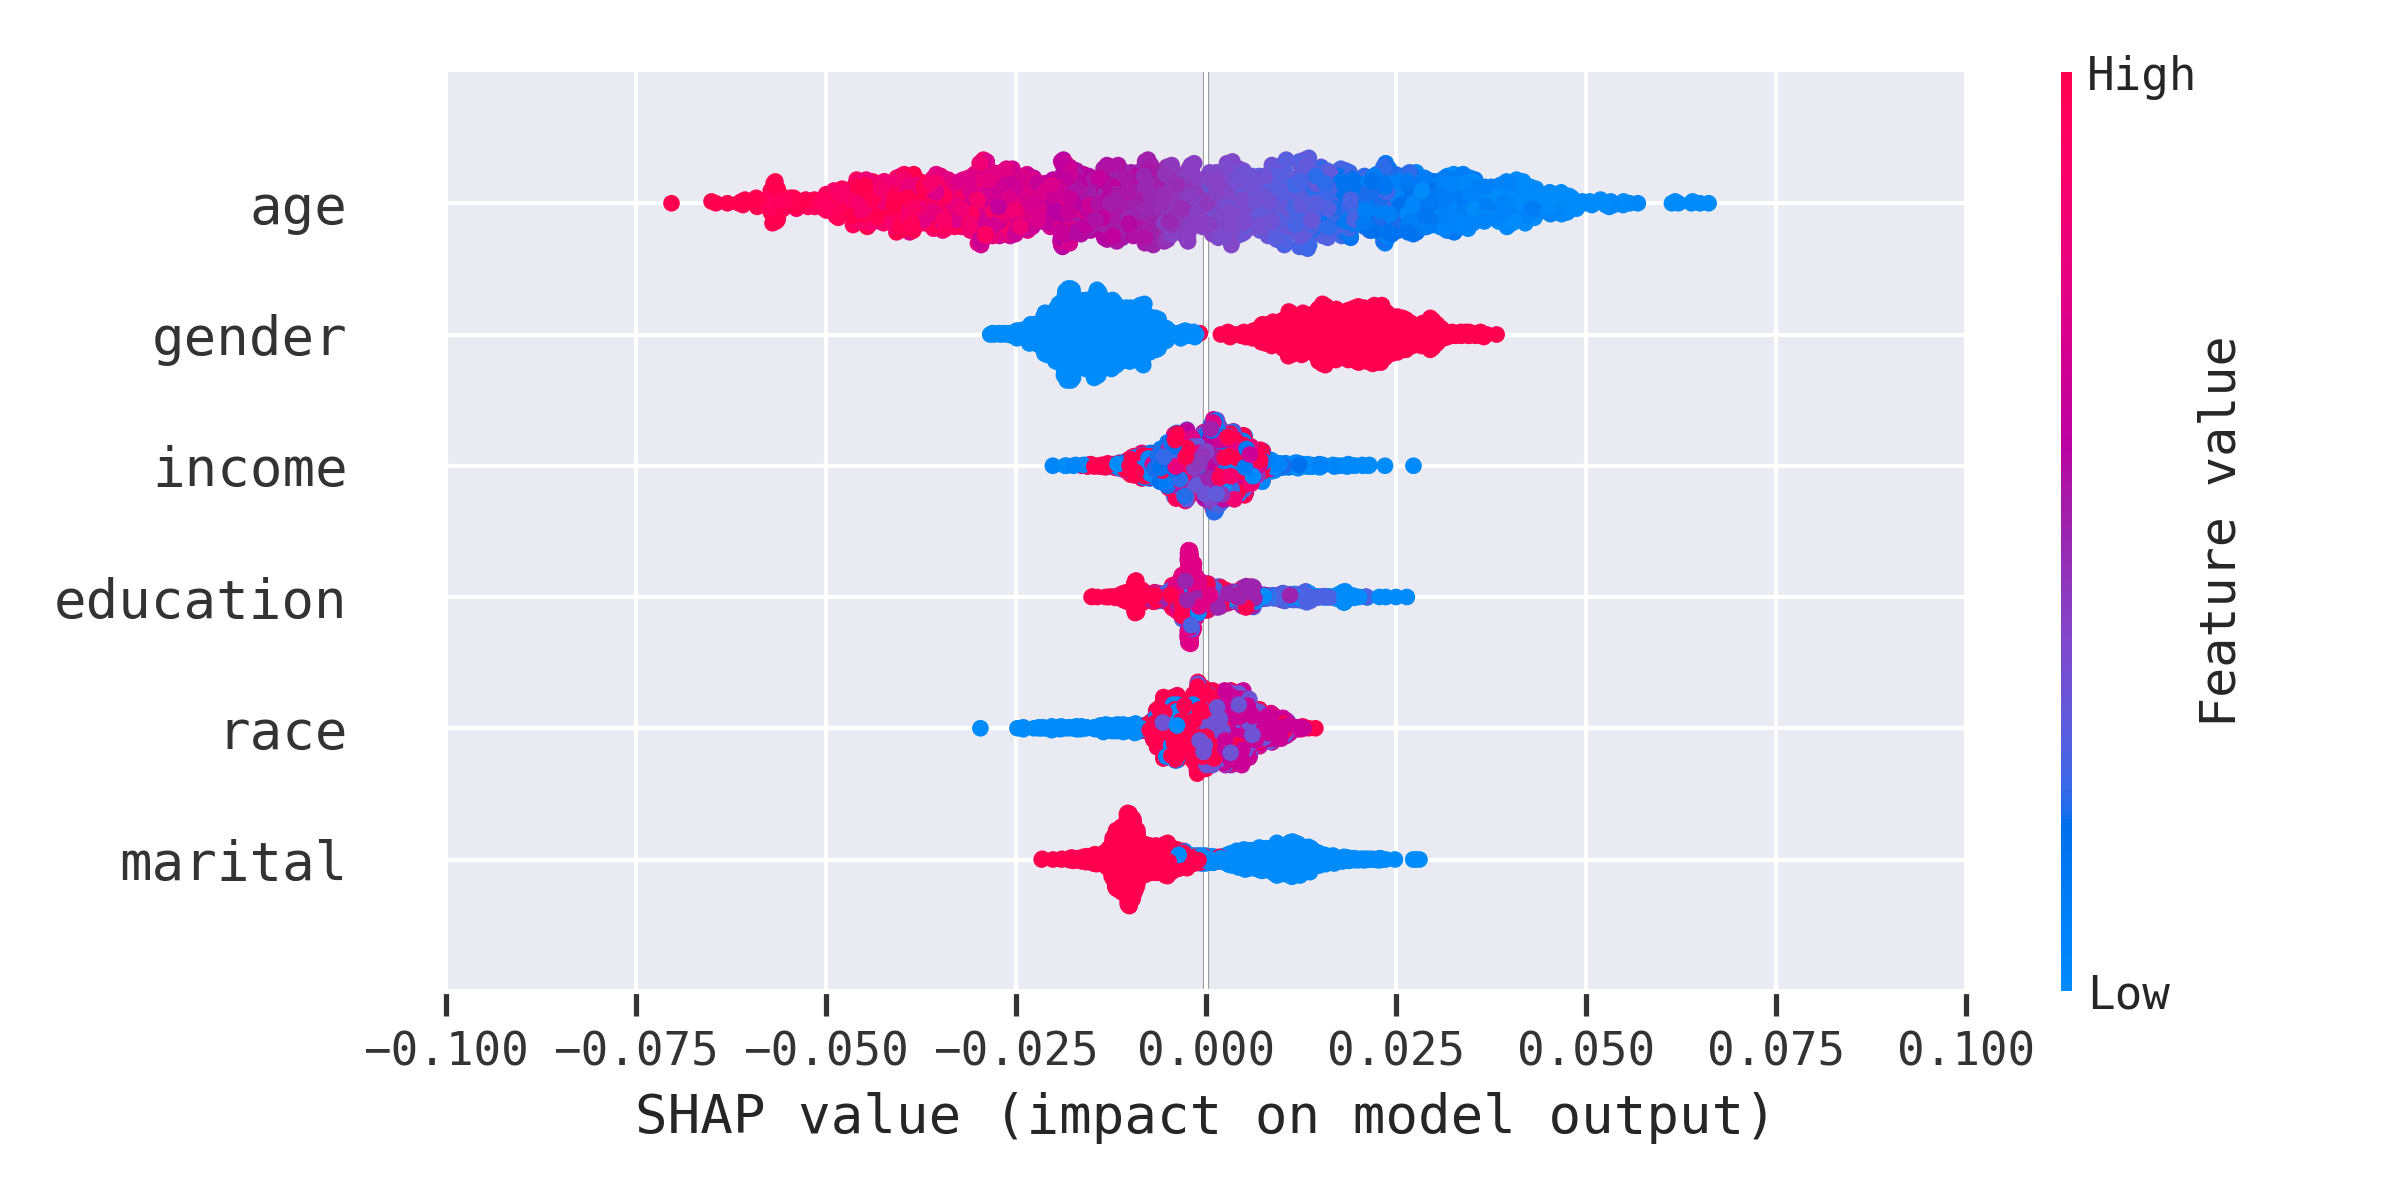 High
age
gender
income
education
race
marital
Feature value
Low
−0.100 −0.075 −0.050 −0.025 0.000 0.025 0.050 0.075 0.100
SHAP value (impact on model output)